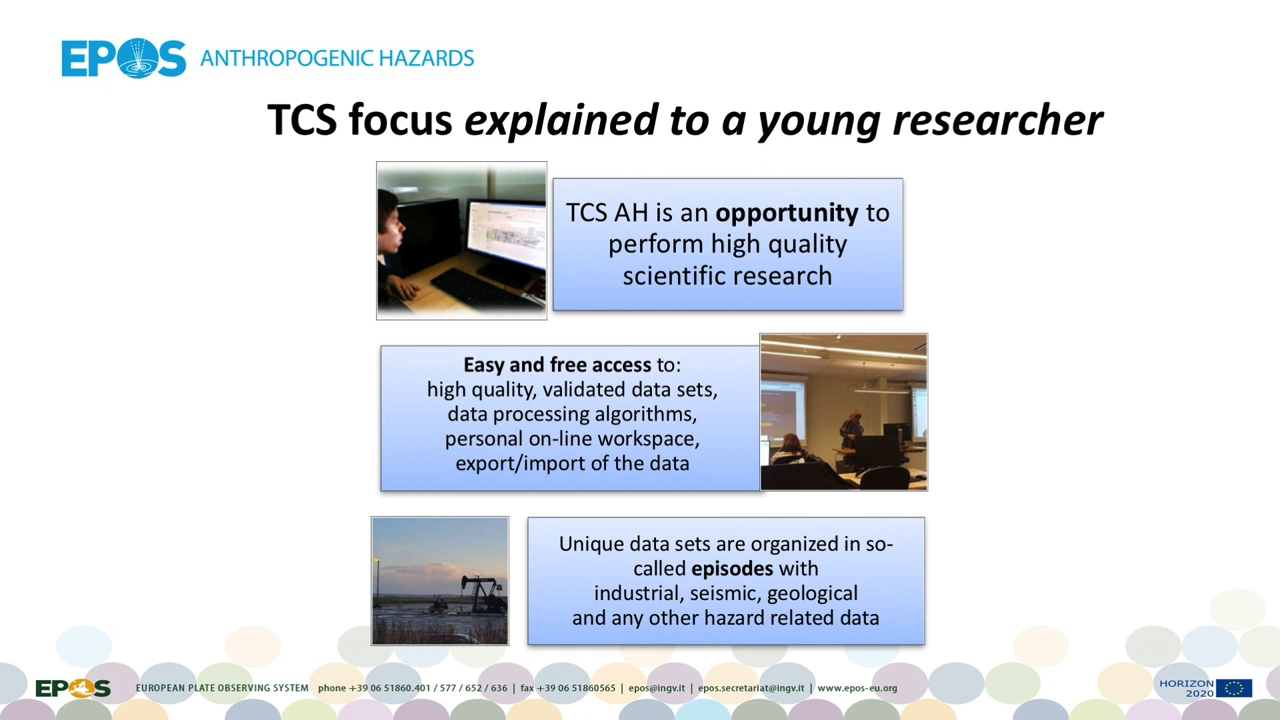 EPOS ANTHROPOGENIC HAZARDS
TCS focus explained to a young researcher
TCS AH is an opportunity to
perform high quality
scientific research
Easy and free access to:
high quality, validated data sets,
data processing algorithms,
personal on-line workspace,
export/import of the data
Unique data sets are organized in so-
called episodes with
industrial, seismic, geological
and any other hazard related data
EPOS EUROPEAN PLATE OBSERVING SYSTEM phone +39 06 51860.401 / 577 / 652 / 636 | fax +39 06 51860565 | epos@ingv.it | epos.secretariat@ingv.it | www.epos-eu.org
HORIZON
2020